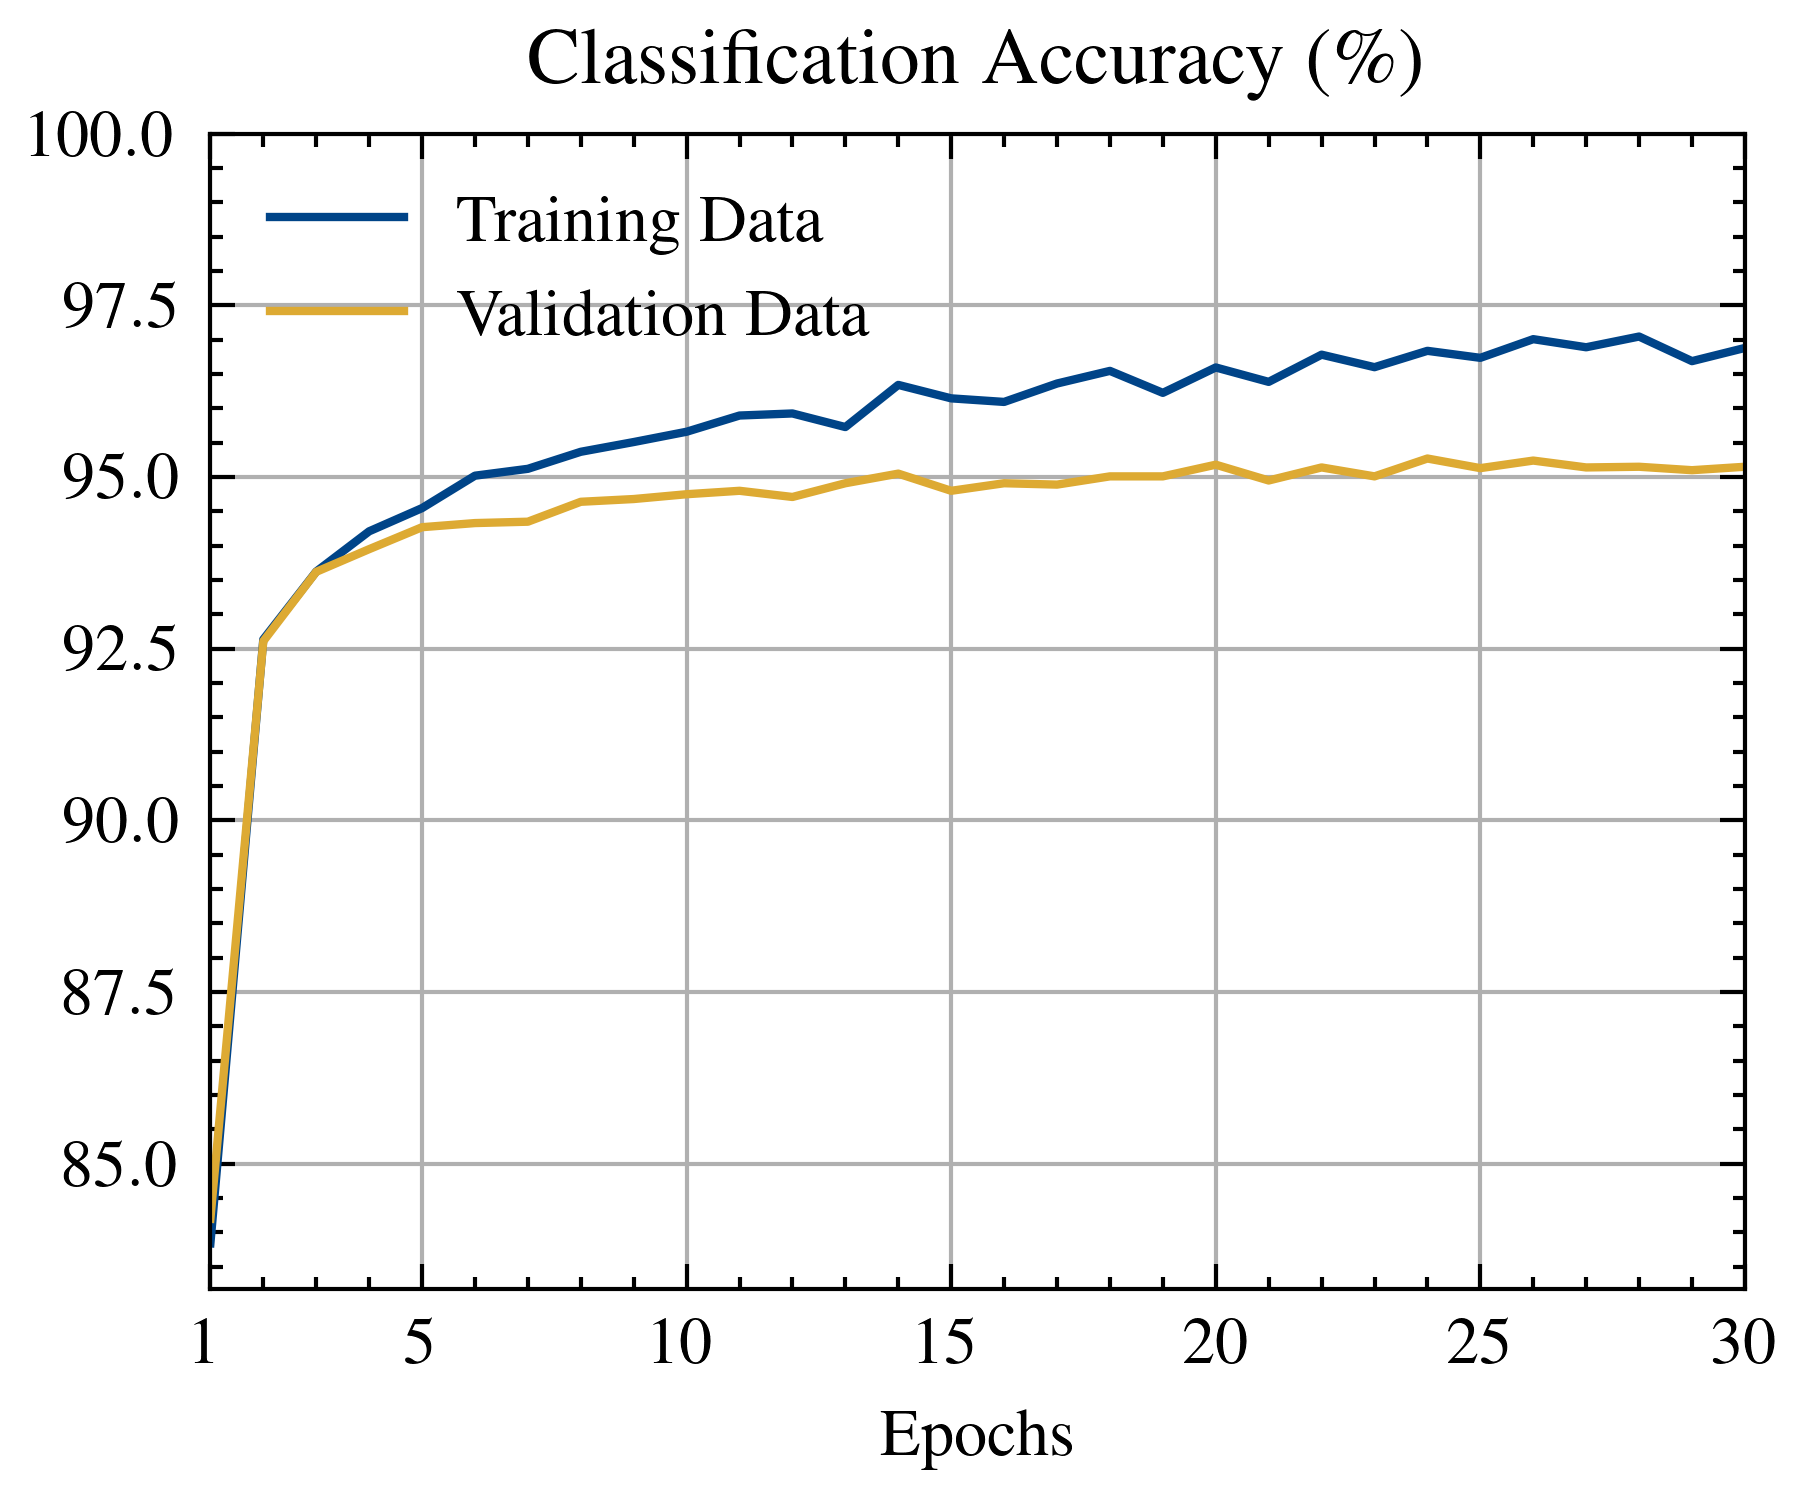 Classification Accuracy (%)
100.0
Training Data
97.5
Validation Data
95.0
92.5
90.0
87.5
85.0
1 5 10 15 20 25 30
Epochs